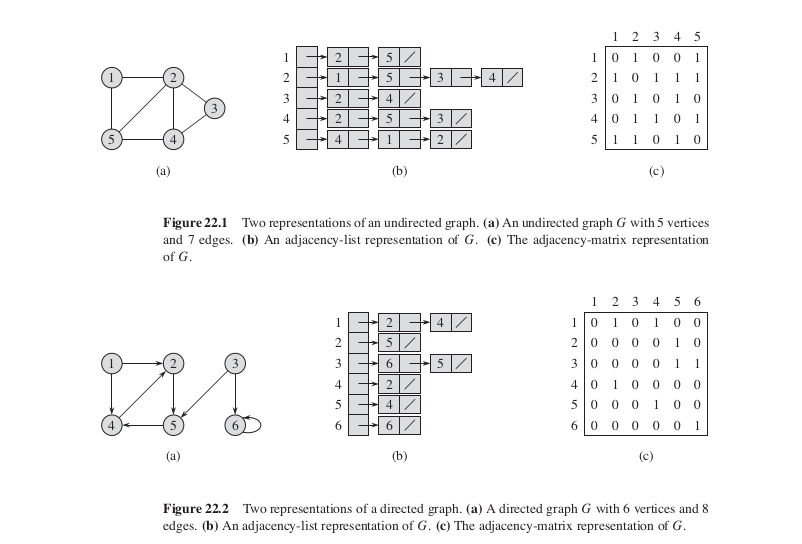 1 2 3 4 5
1 2 3 4 5
1 2 5
2 1 5 3 4
3 2 4
4 2 5 3
5 4 1 2
1 0 1 0 0 1
2 1 0 1 1 1
3 0 1 0 1 0
4 0 1 1 0 1
5 1 1 0 1 0
(a) (b) (c)
Figure 22.1 Two representations of an undirected graph. (a) An undirected graph G with 5 vertices
and 7 edges. (b) An adjacency-list representation of G. (c) The adjacency-matrix representation
of G.
1 2 3 4 5 6
1 2 3
4 5 6
1 2 4
2 5
3 6 5
4 2
5 4
6 6
1 0 1 0 1 0 0
2 0 0 0 0 1 0
3 0 0 0 0 1 1
4 0 1 0 0 0 0
5 0 0 0 1 0 0
6 0 0 0 0 0 1
(a) (b) (c)
Figure 22.2 Two representations of a directed graph. (a) A directed graph G with 6 vertices and 8
edges. (b) An adjacency-list representation of G. (c) The adjacency-matrix representation of G.